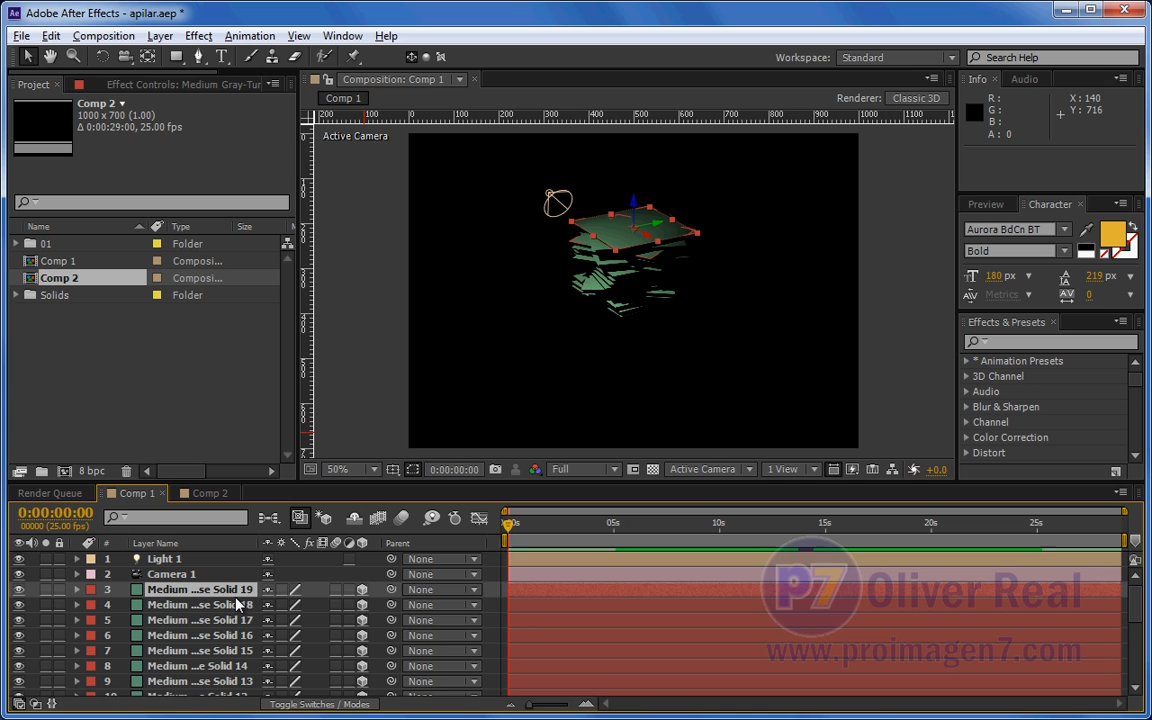 Adobe After Effects - apilar.aep *
File Edit Composition Layer Effect Animation View Window Help
Workspace: Standard Search Help
Project Effect Controls: Medium Gray-Tur
Composition: Comp 1
Info Audio
Comp 2
1000 x 700 (1.00)
Δ 0:00:29:00, 25.00 fps
Comp 1
Renderer: Classic3D
Active Camera
R:
G:
B:
A: 0
X: 140
Y: 716
Name Type Size
01 Folder
Comp 1 Composi...
Comp 2 Composi...
Solids Folder
Preview Character
Aurora BdCn BT
Bold
180 px 219 px
Metrics 0
Effects & Presets
* Animation Presets
3D Channel
Audio
Blur & Sharpen
Channel
Color Correction
Distort
8 bpc
50% 0:00:00:00 Full Active Camera 1 View +0.0
Render Queue Comp 1 Comp 2
0:00:00:00
00000 (25.00 fps)
05s 10s 15s 20s 25s
# Layer Name Parent
1 Light 1 None
2 Camera 1 None
3 Medium ...se Solid 19 None
4 Medium ...se Solid 18 None
5 Medium ...se Solid 17 None
6 Medium ...se Solid 16 None
7 Medium ...se Solid 15 None
8 Medium ...e Solid 14 None
9 Medium ...se Solid 13 None
Toggle Switches / Modes
p7 Oliver Real
www.proimagen7.com